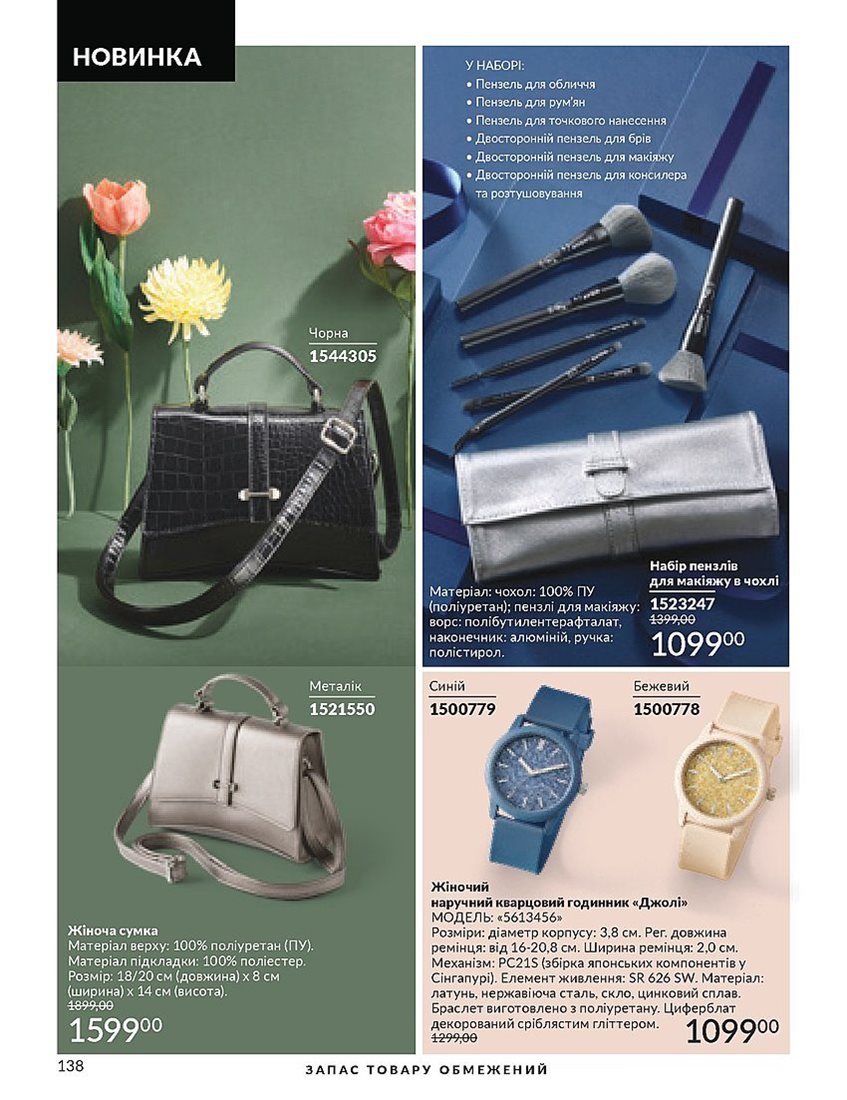 НОВИНКА
У НАБОРІ:
• Пензель для обличчя
• Пензель для рум'ян
• Пензель для точкового нанесення
• Двосторонній пензель для брів
• Двосторонній пензель для макіяжу
• Двосторонній пензель для консилера
та розтушовування
Чорна
1544305
Набір пензлів
для макіяжу в чохлі
1523247
1399,00
109900
Матеріал: чохол: 100% ПУ
(поліуретан); пензлі для макіяжу:
ворс: полібутилентерафталат,
наконечник: алюміній, ручка:
полістирол.
Металік
1521550
Жіноча сумка
Матеріал верху: 100% поліуретан (ПУ).
Матеріал підкладки: 100% поліестер.
Розмір: 18/20 см (довжина) х 8 см
(ширина) х 14 см (висота).
1899,00
159900
Синій
1500779
Бежевий
1500778
Жіночий
наручний кварцовий годинник «Джолі»
МОДЕЛЬ: «5613456»
Розміри: діаметр корпусу: 3,8 см. Рег. довжина
ремінця: від 16-20,8 см. Ширина ремінця: 2,0 см.
Механізм: PC21S (збірка японських компонентів у
Сінгапурі). Елемент живлення: SR 626 SW. Матеріал:
латунь, нержавіюча сталь, скло, цинковий сплав.
Браслет виготовлено з поліуретану. Циферблат
декорований сріблястим гліттером.
1299,00
109900
138
ЗАПАС ТОВАРУ ОБМЕЖЕНИЙ